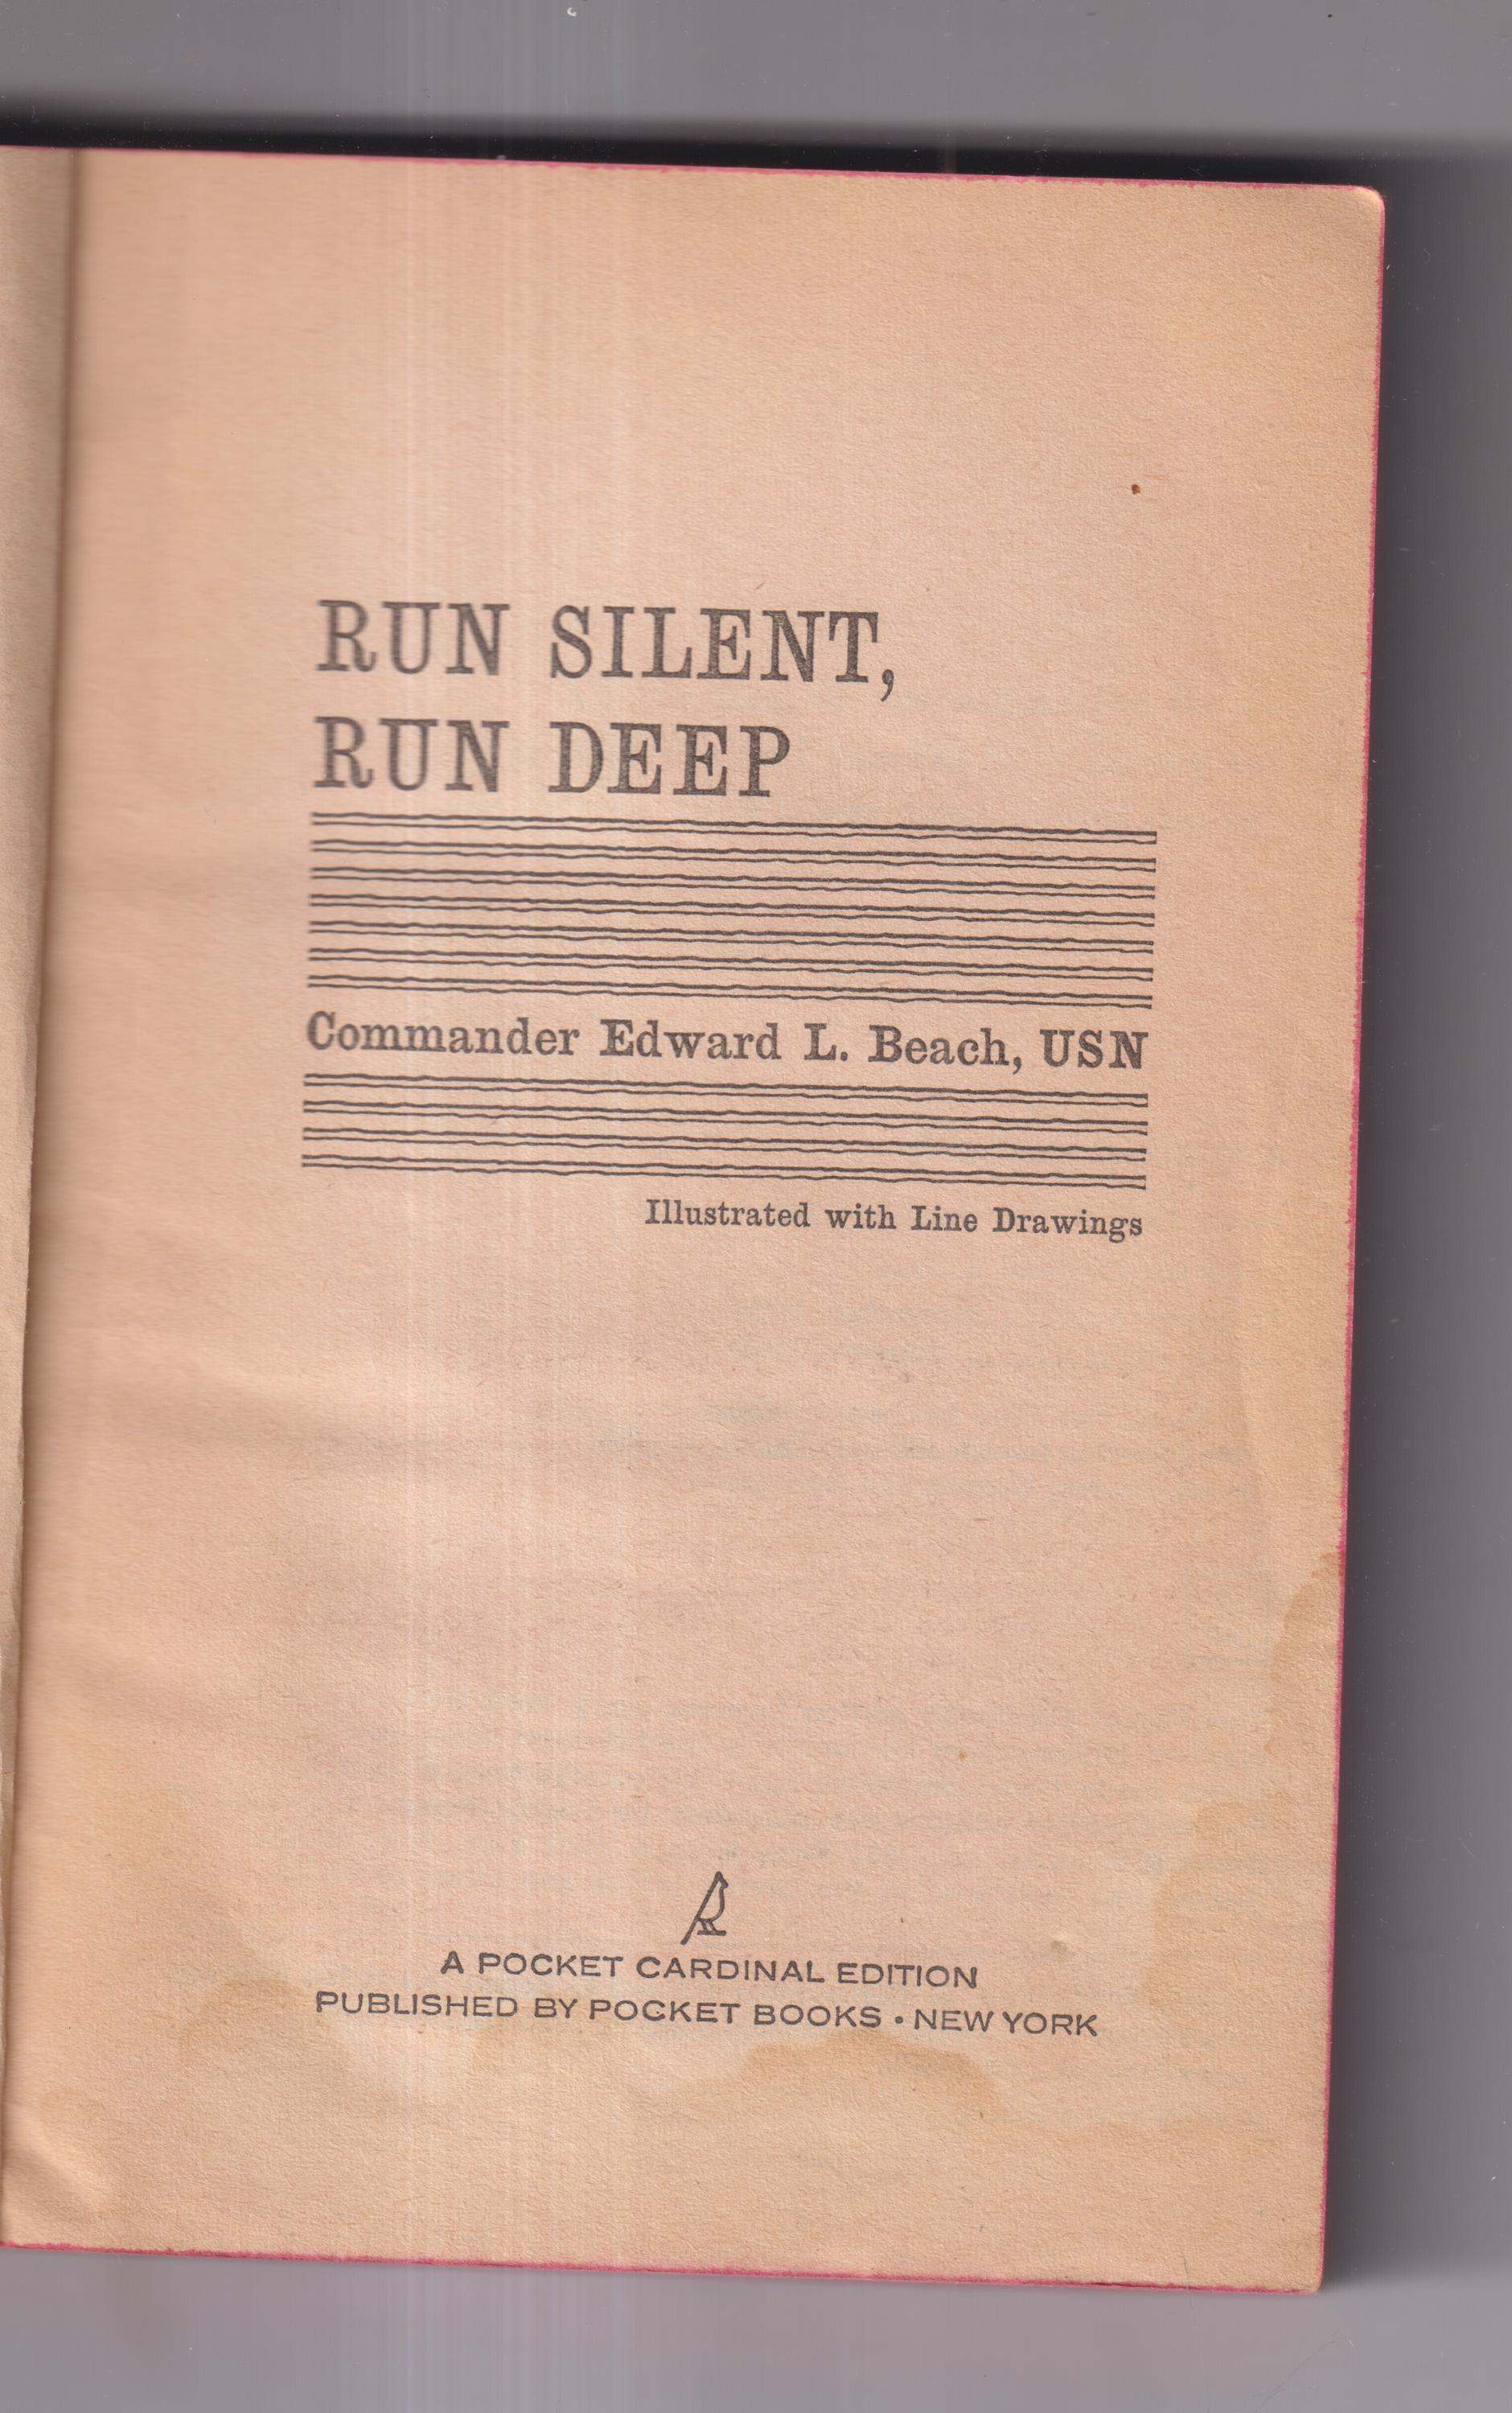 RUN SILENT,
RUN DEEP
Commander Edward L. Beach, USN
Illustrated with Line Drawings
A POCKET CARDINAL EDITION
PUBLISHED BY POCKET BOOKS • NEW YORK